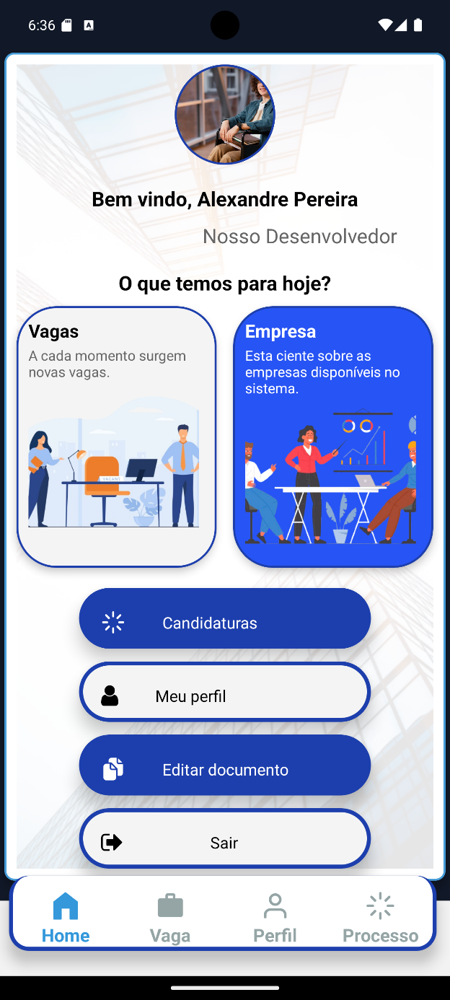 6:36
A
Bem vindo, Alexandre Pereira
Nosso Desenvolvedor
O que temos para hoje?
Vagas
A cada momento surgem
novas vagas.
VACANT
Empresa
Esta ciente sobre as
empresas disponíveis no
sistema.
Candidaturas
Meu perfil
Editar documento
Sair
Home
Vaga
Perfil
Processo